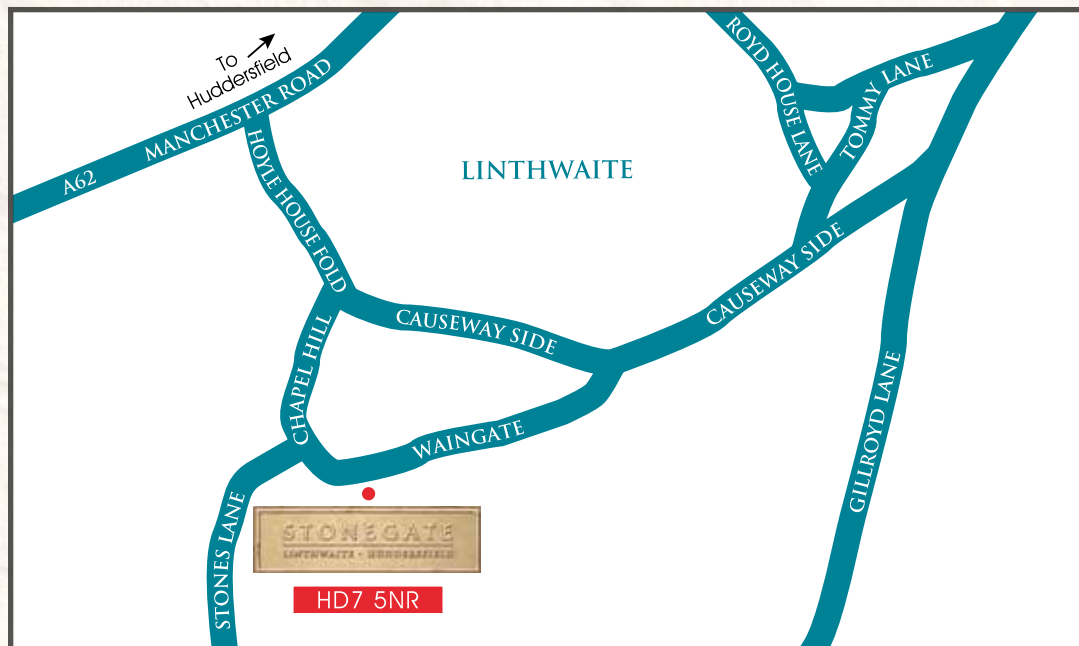 To
Huddersfield
MANCHESTER ROAD
A62
HOYLE HOUSE FOLD
LINTHWAITE
ROYD HOUSE LANE
TOMMY LANE
CAUSEWAY SIDE
CAUSEWAY SIDE
CHAPEL HILL
WAINGATE
GILLROYD LANE
STONES LANE
STONEGATE
LINTHWAITE • HUDDERSFIELD
HD7 5NR